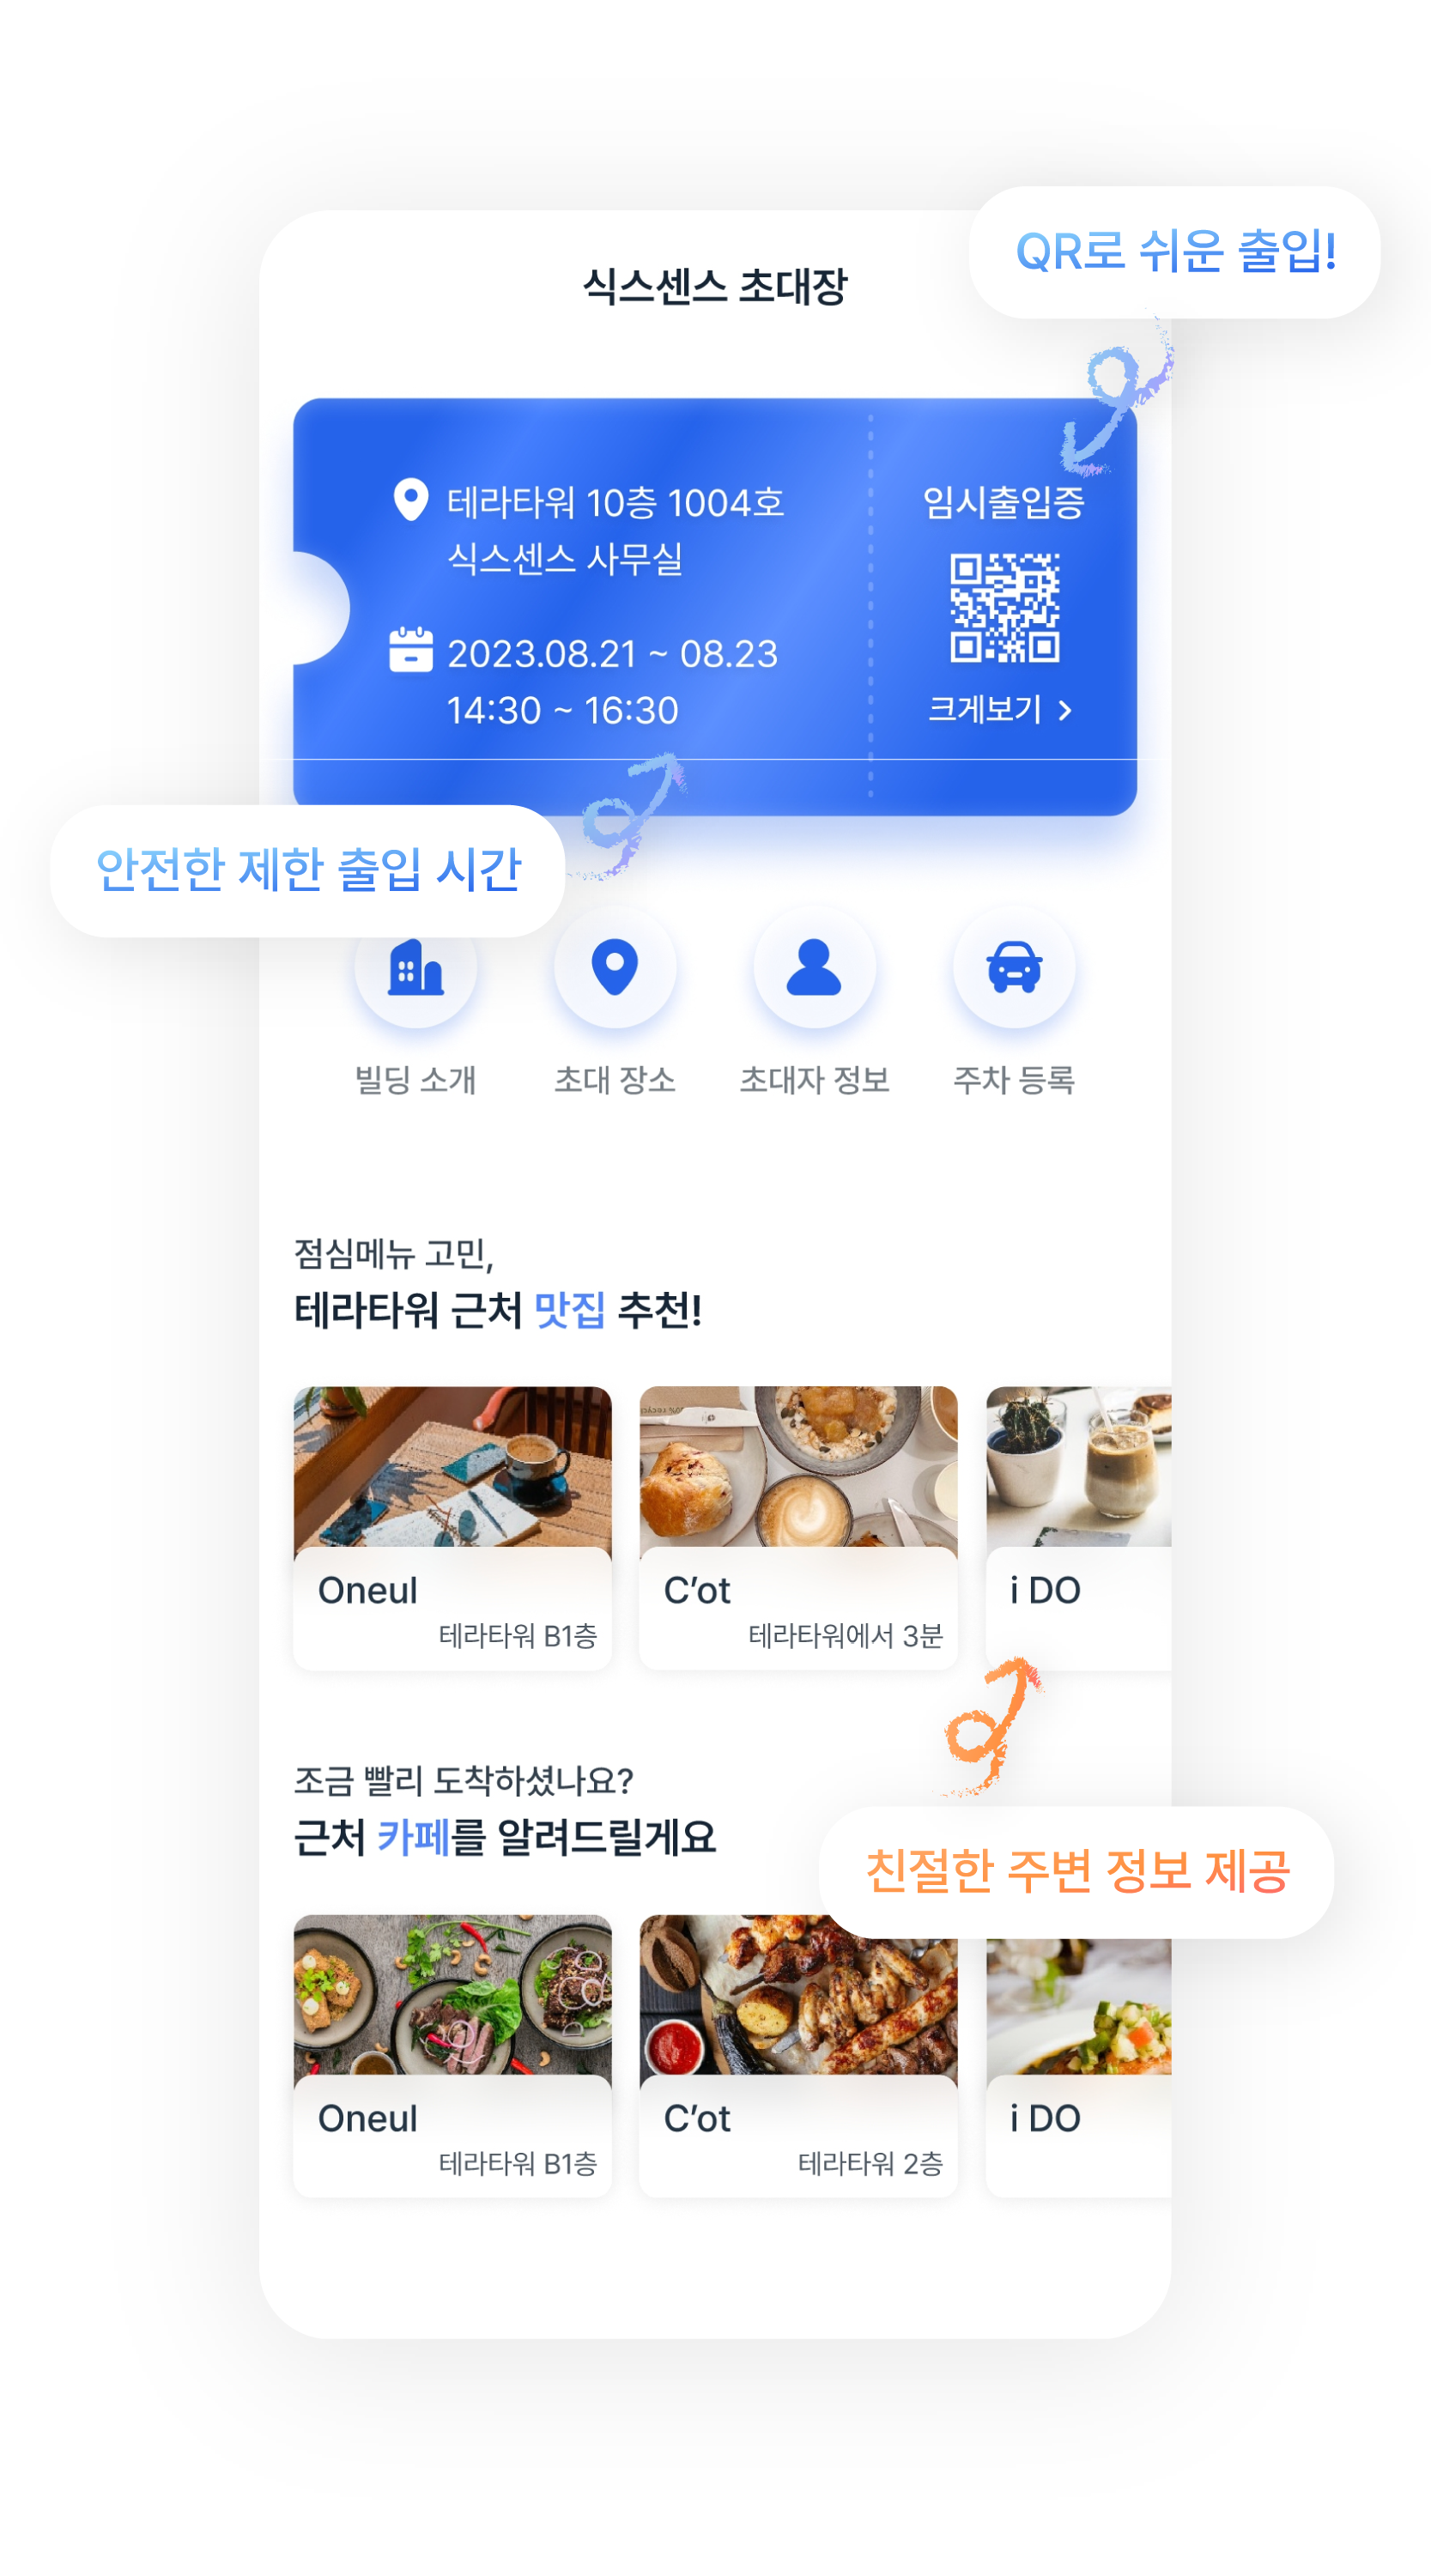 QR로 쉬운 출입!
식스센스 초대장
테라타워 10층 1004호
식스센스 사무실
2023.08.21 ~ 08.23
14:30 ~ 16:30
임시출입증
크게보기
안전한 제한 출입 시간
빌딩 소개
초대 장소
초대자 정보
주차 등록
점심메뉴 고민,
테라타워 근처 맛집 추천!
Oneul
테라타워 B1층
C’ot
테라타워에서 3분
i DO
조금 빨리 도착하셨나요?
근처 카페를 알려드릴게요
친절한 주변 정보 제공
Oneul
테라타워 B1층
C’ot
테라타워 2층
i DO